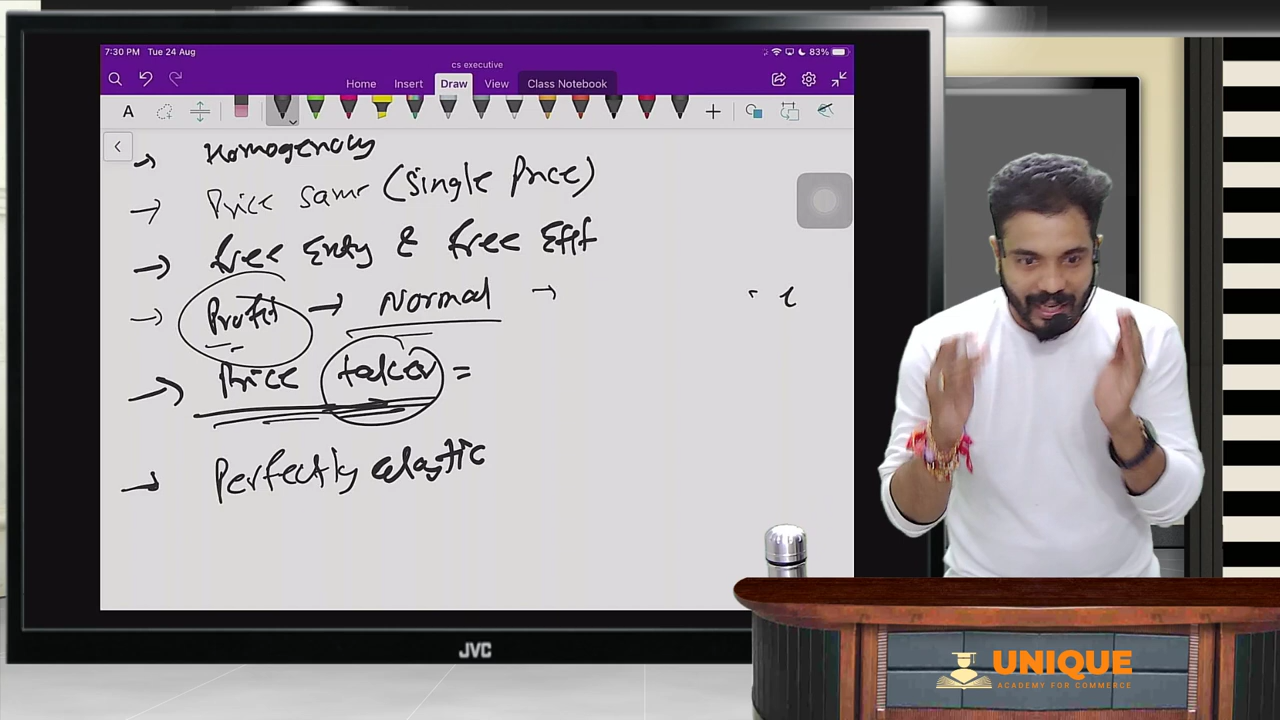 7:30 PM Tue 24 Aug
83%
cs executive
Home Insert Draw View Class Notebook
A
→ Homogeneous
→ Price same (Single Price)
→ free Entry & free Exit
→ Profit → Normal →
→ Price taker =
→ Perfectly elastic
JVC
UNIQUE
ACADEMY FOR COMMERCE